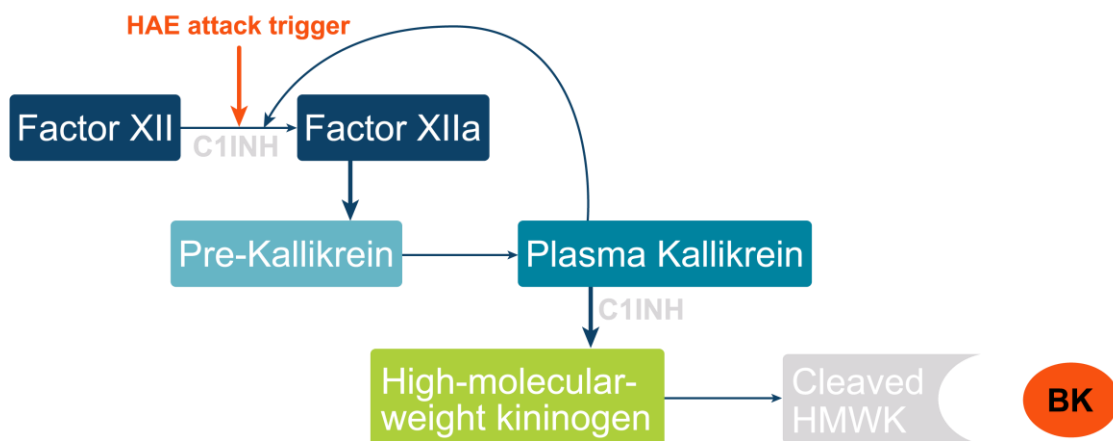 HAE attack trigger
Factor XII
C1INH
Factor XIIa
Pre-Kallikrein
Plasma Kallikrein
C1INH
High-molecular-
weight kininogen
Cleaved
HMWK
BK